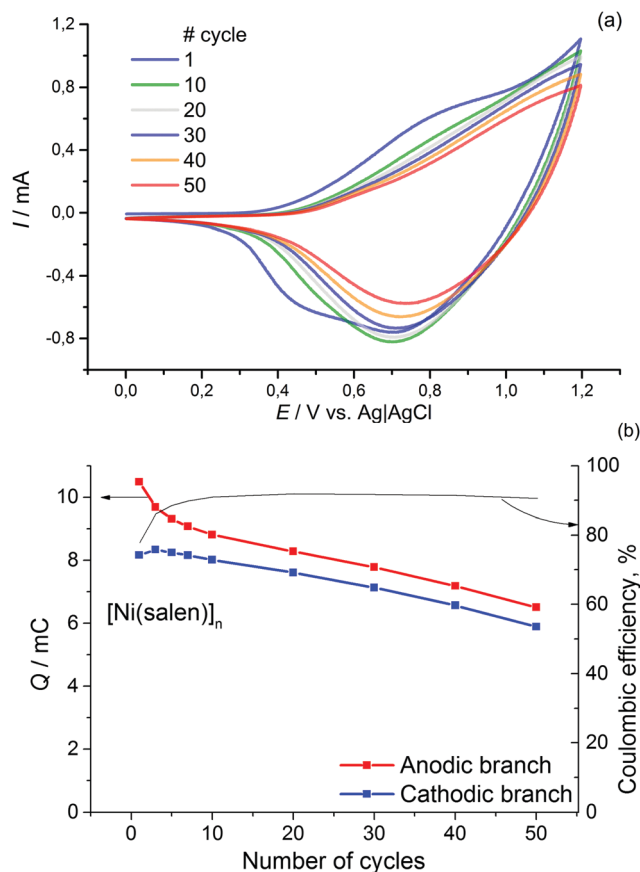 (a)
# cycle
1
10
20
30
40
50
1,2
0,8
0,4
0,0
-0,4
-0,8
I / mA
0,0 0,2 0,4 0,6 0,8 1,0 1,2
E / V vs. Ag|AgCl
(b)
10
8
6
4
2
0
Q / mC
100
80
60
40
20
0
Coulombic efficiency, %
[Ni(salen)]n
Anodic branch
Cathodic branch
0 10 20 30 40 50
Number of cycles